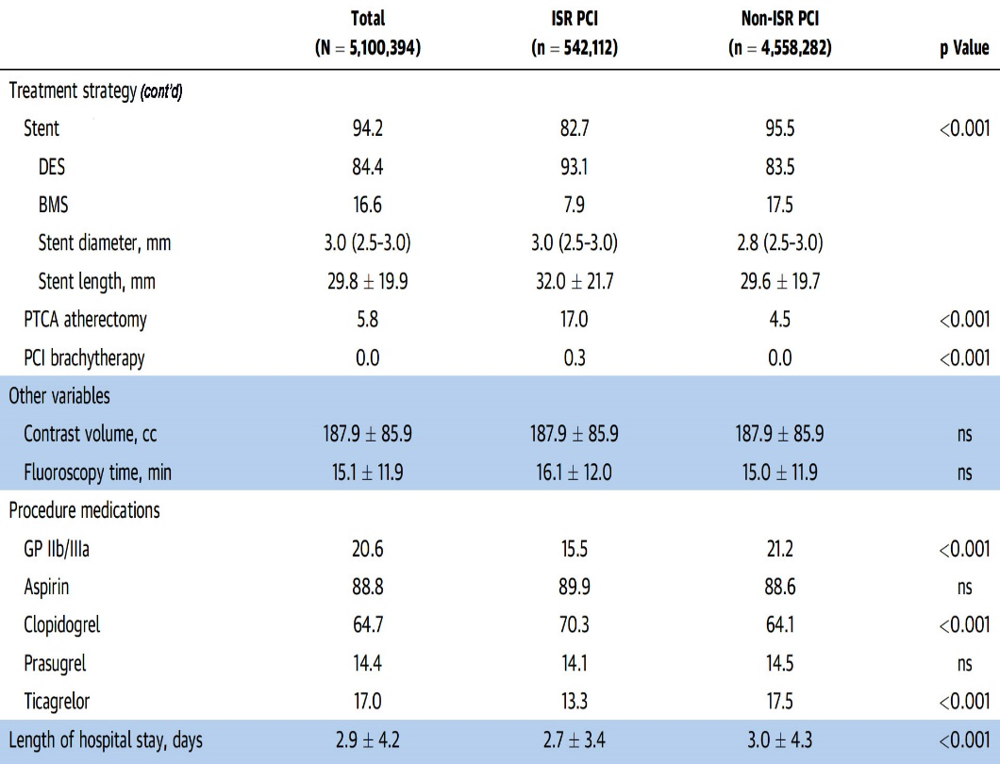 Total ISR PCI Non-ISR PCI
(N = 5,100,394) (n = 542,112) (n = 4,558,282) p Value
Treatment strategy (cont'd)
Stent 94.2 82.7 95.5 <0.001
DES 84.4 93.1 83.5
BMS 16.6 7.9 17.5
Stent diameter, mm 3.0 (2.5-3.0) 3.0 (2.5-3.0) 2.8 (2.5-3.0)
Stent length, mm 29.8 ± 19.9 32.0 ± 21.7 29.6 ± 19.7
PTCA atherectomy 5.8 17.0 4.5 <0.001
PCI brachytherapy 0.0 0.3 0.0 <0.001
Other variables
Contrast volume, cc 187.9 ± 85.9 187.9 ± 85.9 187.9 ± 85.9 ns
Fluoroscopy time, min 15.1 ± 11.9 16.1 ± 12.0 15.0 ± 11.9 ns
Procedure medications
GP IIb/IIIa 20.6 15.5 21.2 <0.001
Aspirin 88.8 89.9 88.6 ns
Clopidogrel 64.7 70.3 64.1 <0.001
Prasugrel 14.4 14.1 14.5 ns
Ticagrelor 17.0 13.3 17.5 <0.001
Length of hospital stay, days 2.9 ± 4.2 2.7 ± 3.4 3.0 ± 4.3 <0.001